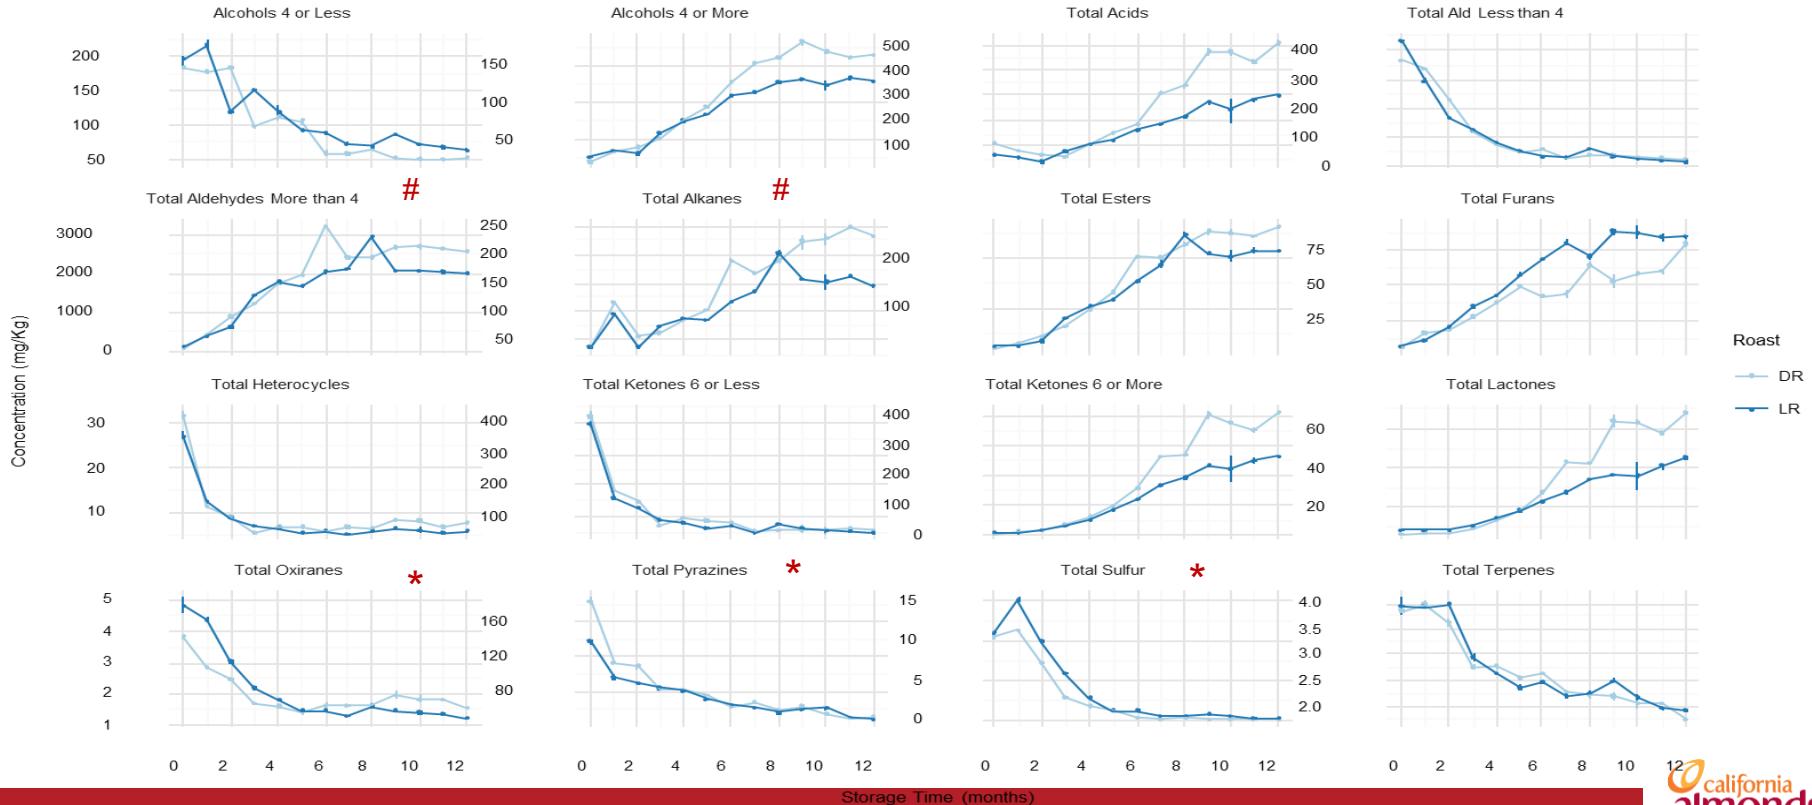 Alcohols 4 or Less
Alcohols 4 or More
Total Acids
Total Ald Less than 4
200
150
100
50
150
100
50
500
400
300
200
100
400
300
200
100
0
#
#
Total Aldehydes More than 4
Total Alkanes
Total Esters
Total Furans
3000
2000
1000
0
250
200
150
100
50
200
100
75
50
25
Concentration (mg/Kg)
Roast
DR
LR
Total Heterocycles
Total Ketones 6 or Less
Total Ketones 6 or More
Total Lactones
30
20
10
400
300
200
100
400
300
200
100
0
60
40
20
Total Oxiranes *
Total Pyrazines *
Total Sulfur *
Total Terpenes
5
4
3
2
1
160
120
80
15
10
5
0
4.0
3.5
3.0
2.5
2.0
0 2 4 6 8 10 12 0 2 4 6 8 10 12 0 2 4 6 8 10 12 0 2 4 6 8 10 12
Storage Time (months)
california
almonds